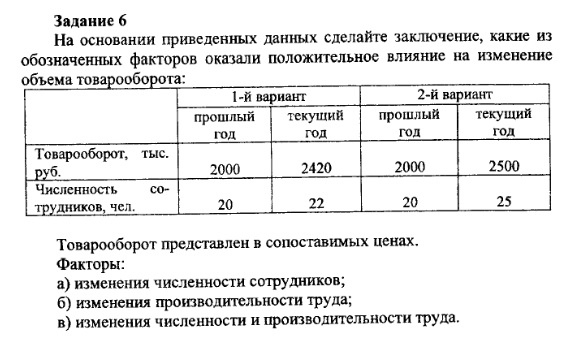 Задание 6
На основании приведенных данных сделайте заключение, какие из
обозначенных факторов оказали положительное влияние на изменение
объема товарооборота:
1-й вариант 2-й вариант
прошлый год текущий год прошлый год текущий год
Товарооборот, тыс. руб. 2000 2420 2000 2500
Численность со-трудников, чел. 20 22 20 25
Товарооборот представлен в сопоставимых ценах.
Факторы:
а) изменения численности сотрудников;
б) изменения производительности труда;
в) изменения численности и производительности труда.